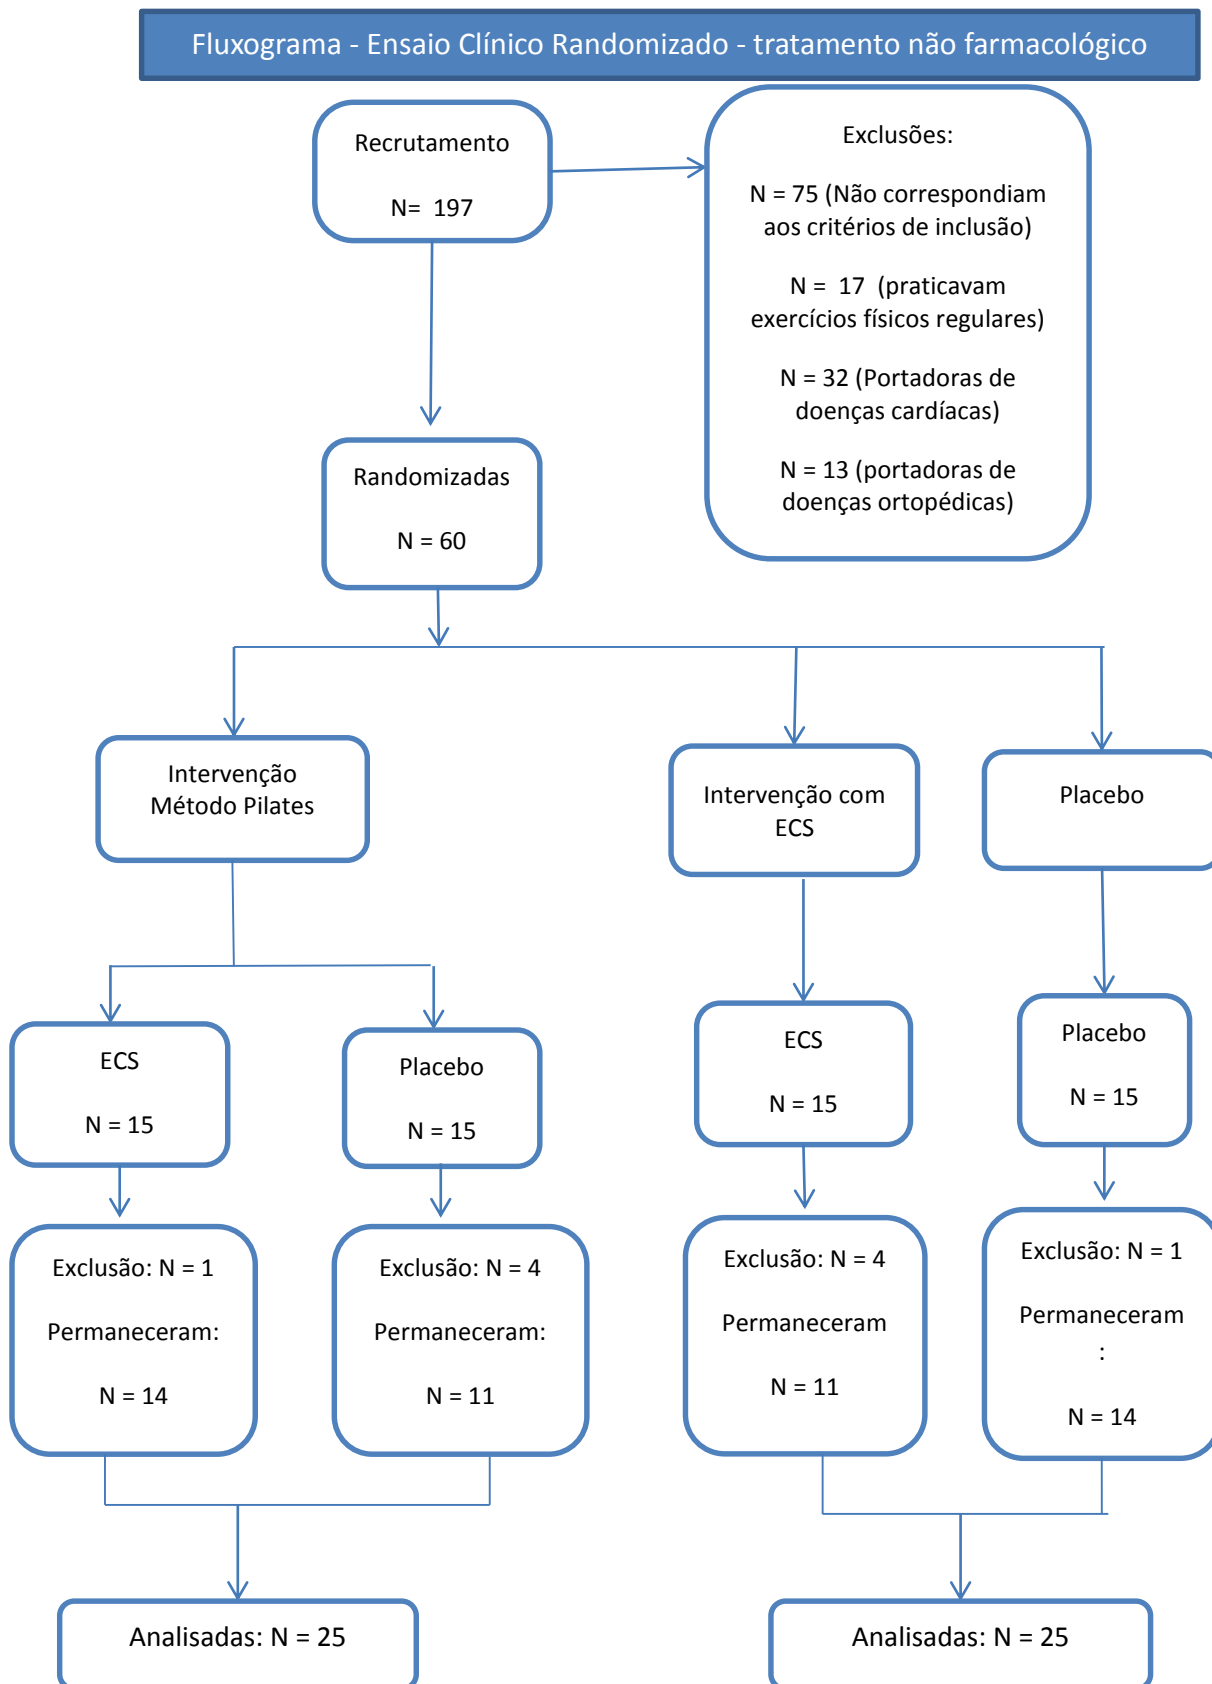 Fluxograma - Ensaio Clínico Randomizado - tratamento não farmacológico
Recrutamento
N= 197
Exclusões:
N = 75 (Não correspondiam
aos critérios de inclusão)
N = 17 (praticavam
exercícios físicos regulares)
N = 32 (Portadoras de
doenças cardíacas)
N = 13 (portadoras de
doenças ortopédicas)
Randomizadas
N = 60
Intervenção
Método Pilates
Intervenção com
ECS
Placebo
ECS
N = 15
Placebo
N = 15
ECS
N = 15
Placebo
N = 15
Exclusão: N = 1
Permaneceram:
N = 14
Exclusão: N = 4
Permaneceram:
N = 11
Exclusão: N = 4
Permaneceram
N = 11
Exclusão: N = 1
Permaneceram
:
N = 14
Analisadas: N = 25
Analisadas: N = 25